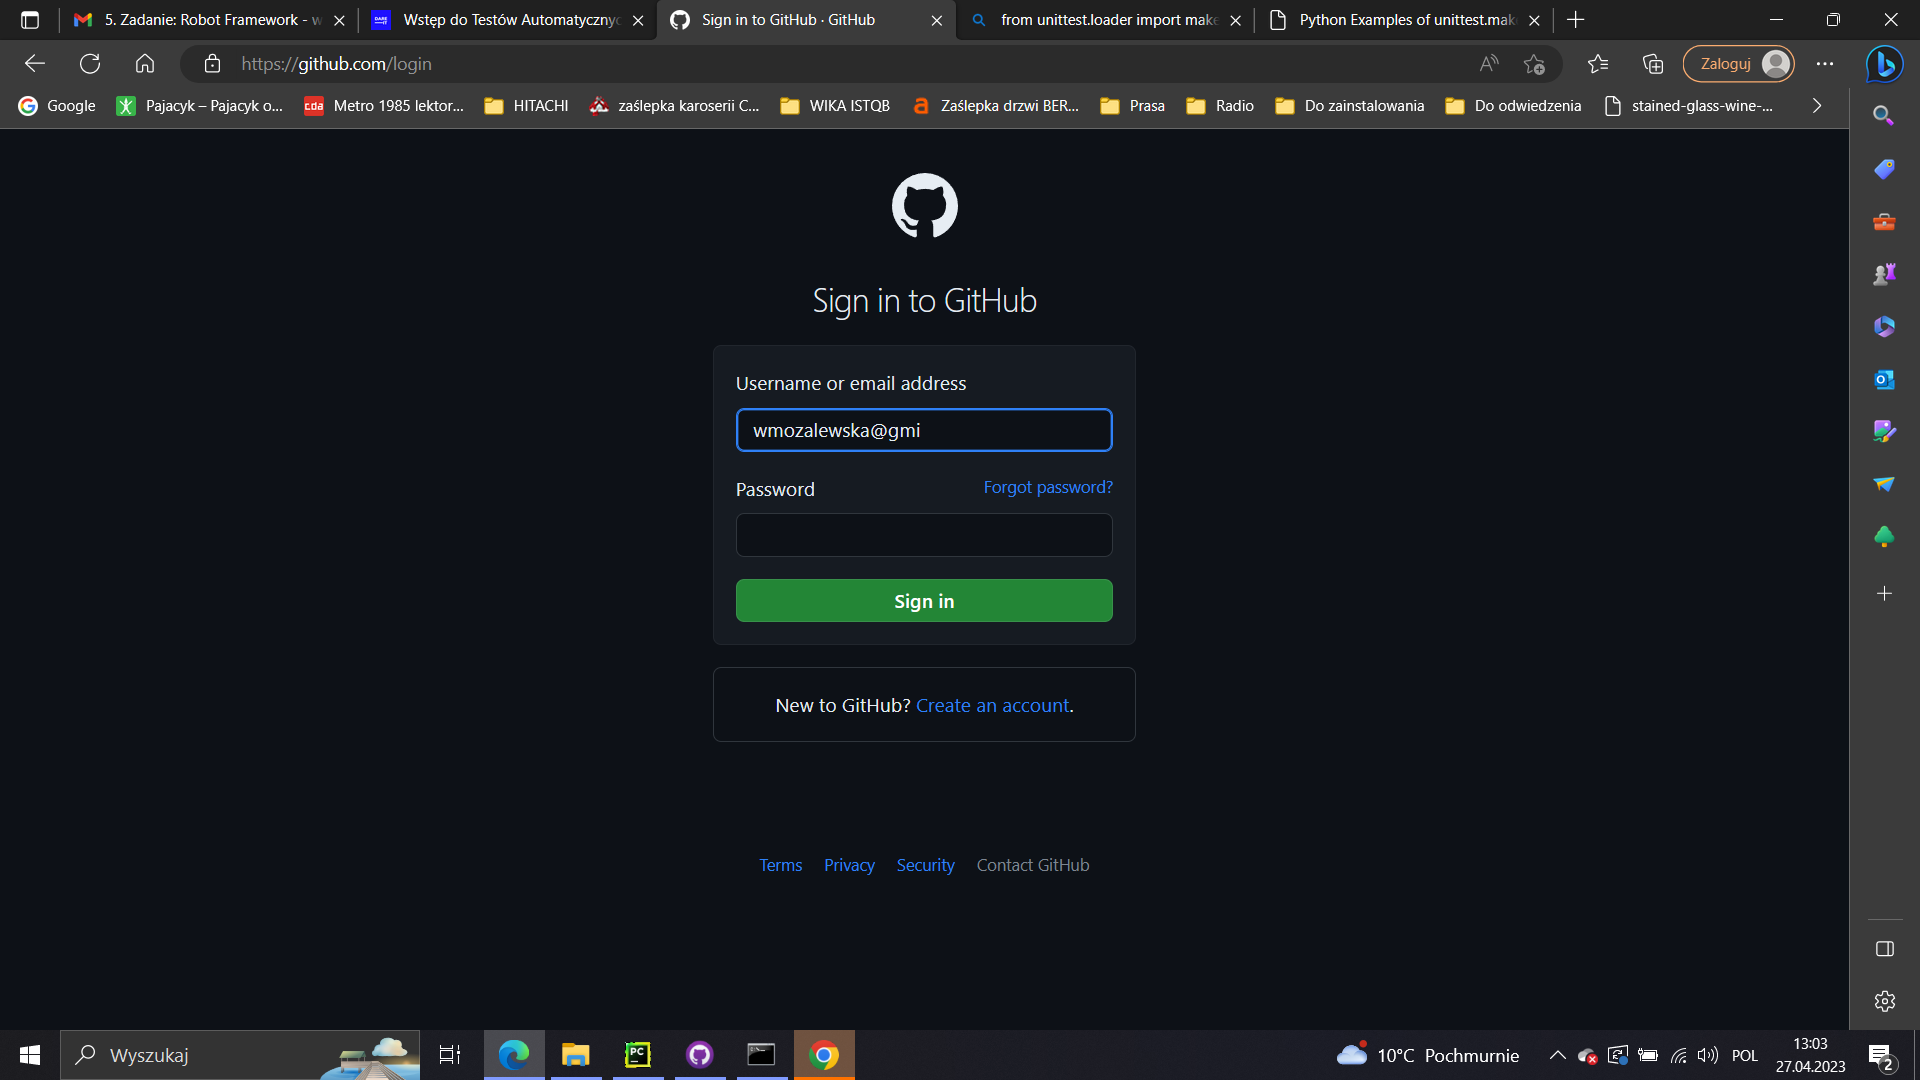 5. Zadanie: Robot Framework - w
Wstęp do Testów Automatyczny
Sign in to GitHub · GitHub
from unittest.loader import make
Python Examples of unittest.mak
https://github.com/login
Zaloguj
Google
Pajacyk – Pajacyk o...
cda
Metro 1985 lektor...
HITACHI
zaślepka karoserii C...
WIKA ISTQB
a
Zaślepka drzwi BER...
Prasa
Radio
Do zainstalowania
Do odwiedzenia
stained-glass-wine-...
Sign in to GitHub
Username or email address
wmozalewska@gmi
Password
Forgot password?
Sign in
New to GitHub? Create an account.
Terms
Privacy
Security
Contact GitHub
Wyszukaj
PC
10°C Pochmurnie
POL
13:03
27.04.2023
2